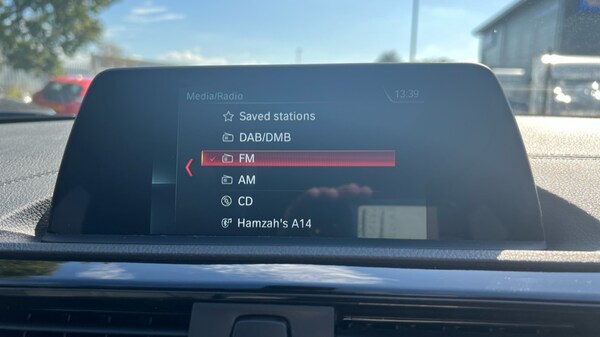 Media/Radio
13:39
Saved stations
DAB/DMB
FM
AM
CD
Hamzah's A14